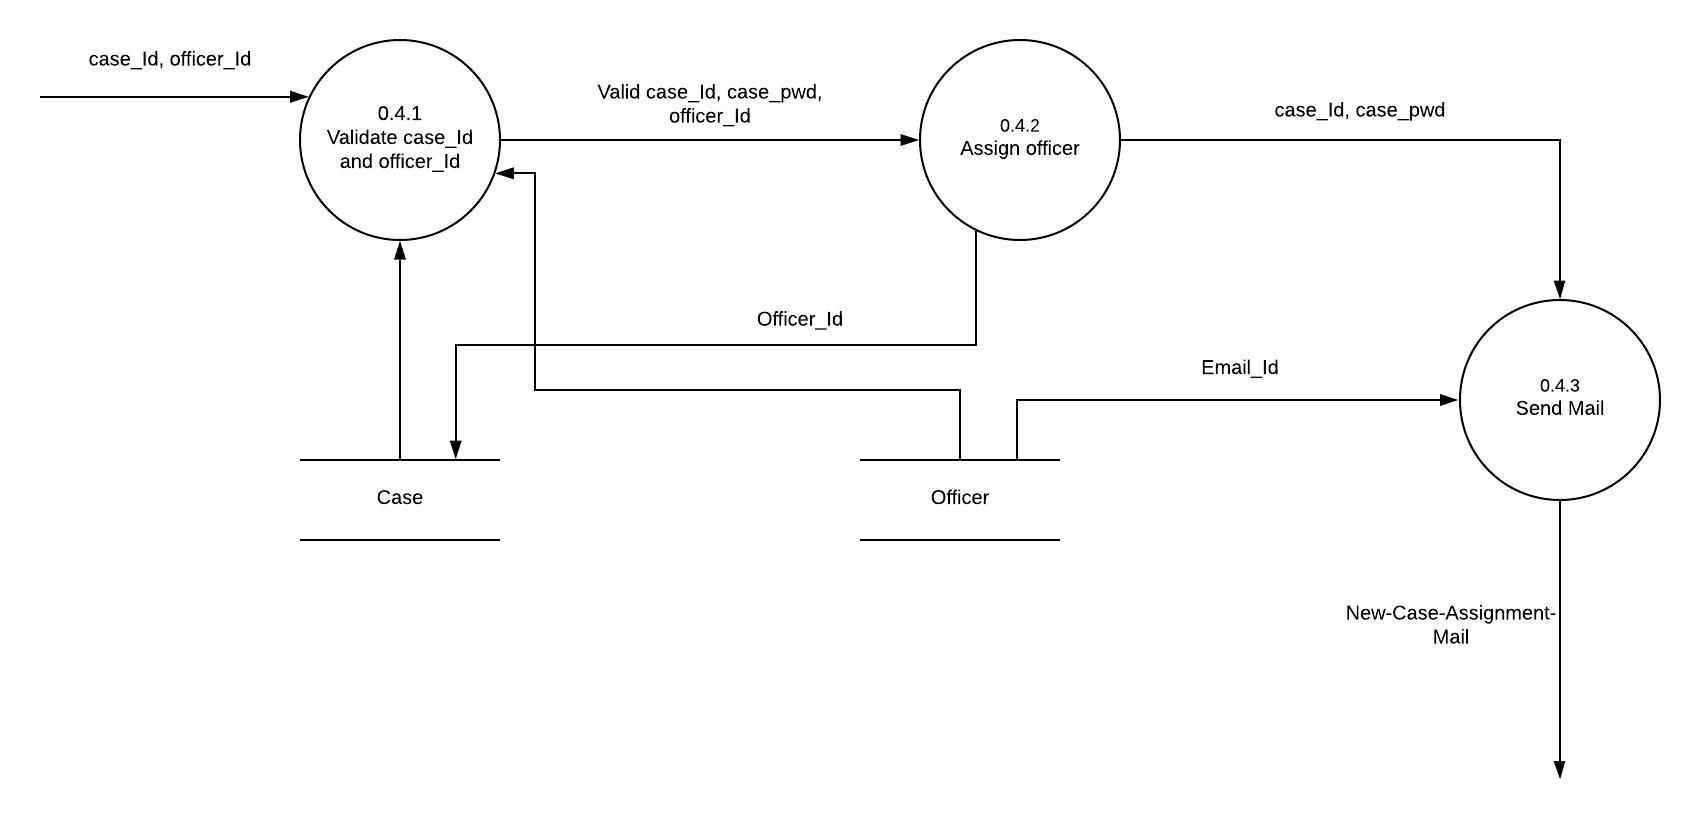 case_Id, officer_Id
0.4.1
Validate case_Id
and officer_Id
Valid case_Id, case_pwd,
officer_Id
0.4.2
Assign officer
case_Id, case_pwd
Officer_Id
Email_Id
0.4.3
Send Mail
Case
Officer
New-Case-Assignment-
Mail